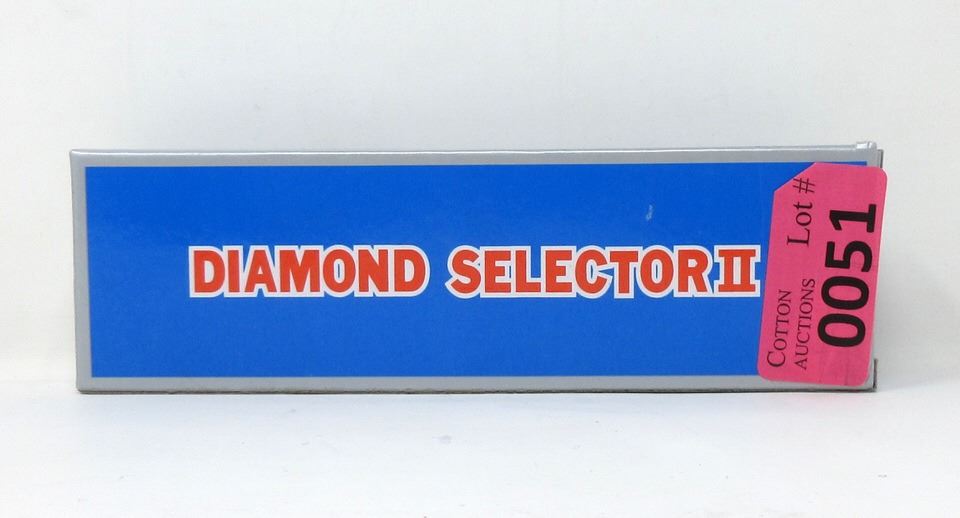 DIAMOND SELECTOR II
COTTON
AUCTIONS
Lot #
0051